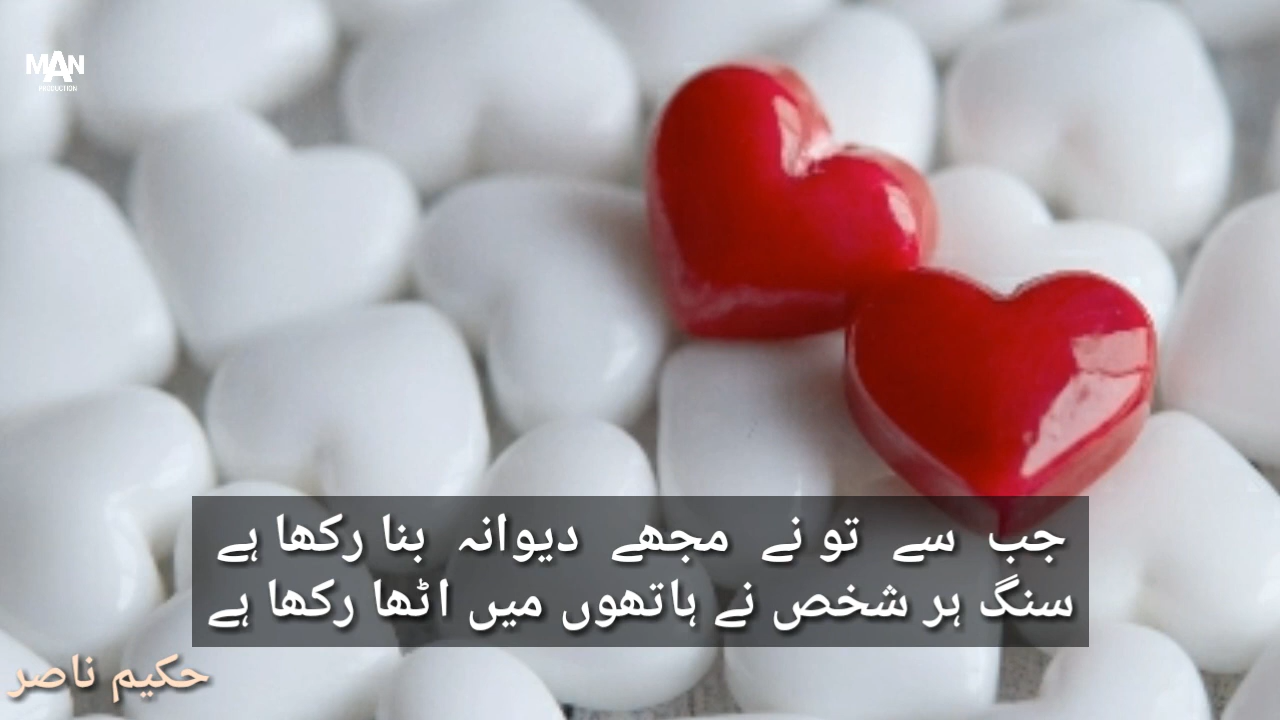 MAN
PRODUCTION
جب سے تو نے مجھے دیوانہ بنا رکھا ہے
سنگ ہر شخص نے ہاتھوں میں اٹھا رکھا ہے
حکیم ناصر